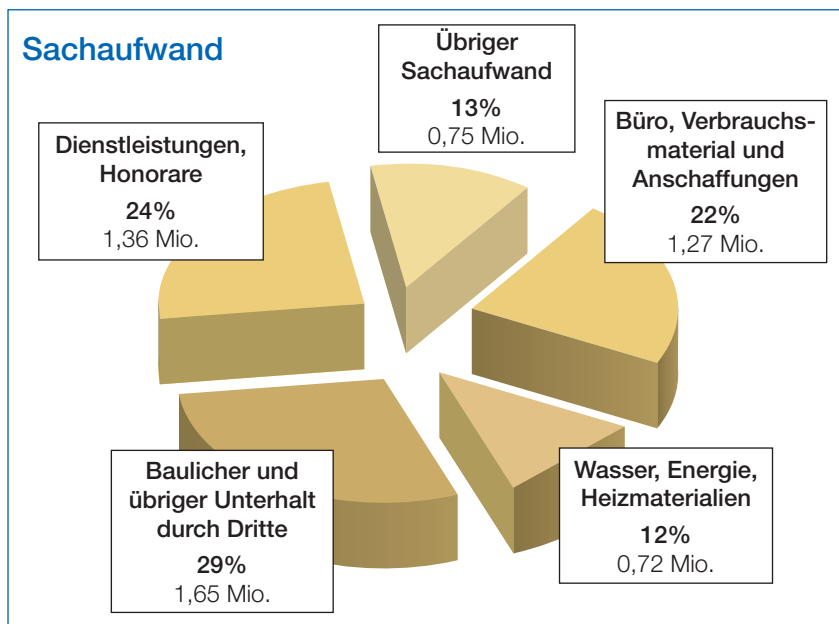 Sachaufwand
Übriger
Sachaufwand
13%
0,75 Mio.
Büro, Verbrauchs-
material und
Anschaffungen
22%
1,27 Mio.
Dienstleistungen,
Honorare
24%
1,36 Mio.
Baulicher und
übriger Unterhalt
durch Dritte
29%
1,65 Mio.
Wasser, Energie,
Heizmaterialien
12%
0,72 Mio.